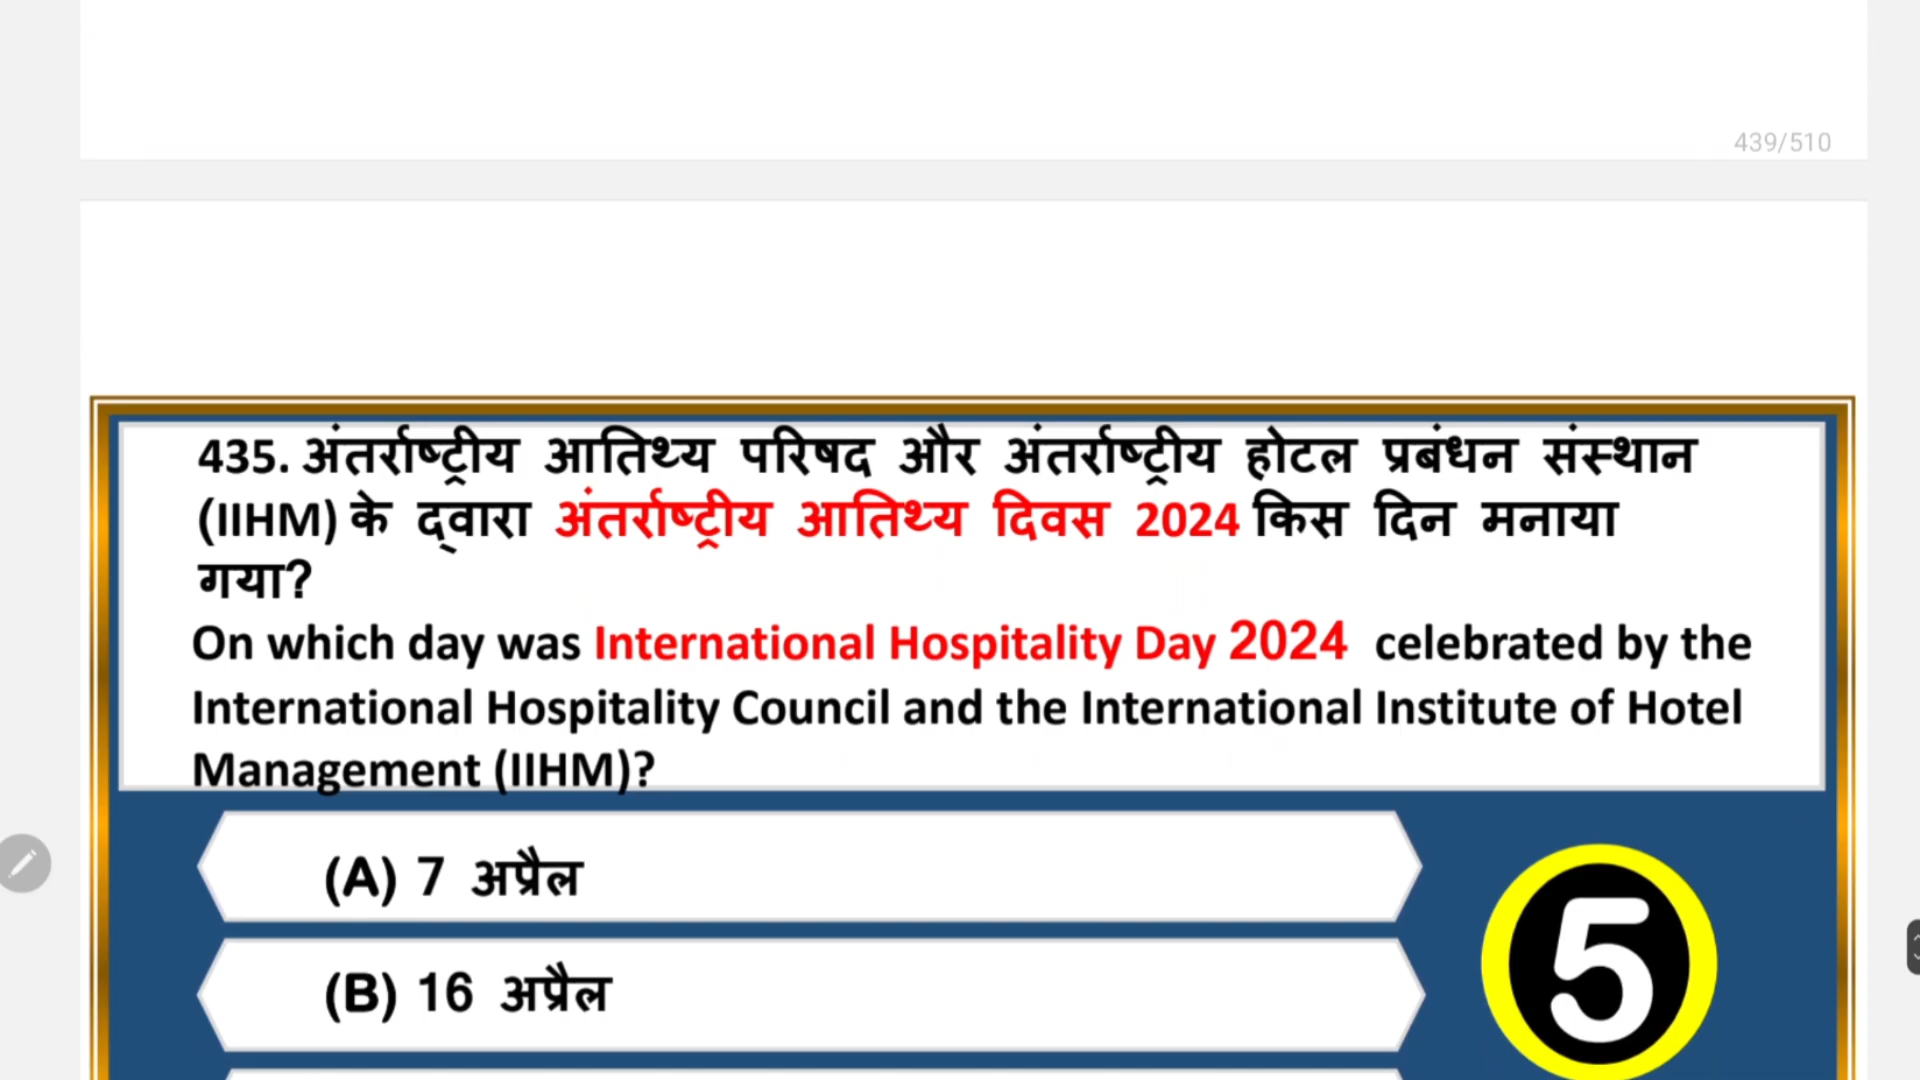 439/510
435. अंतर्राष्ट्रीय आतिथ्य परिषद और अंतर्राष्ट्रीय होटल प्रबंधन संस्थान
(IIHM) के द्वारा अंतर्राष्ट्रीय आतिथ्य दिवस 2024 किस दिन मनाया
गया?
On which day was International Hospitality Day 2024 celebrated by the
International Hospitality Council and the International Institute of Hotel
Management (IIHM)?
(A) 7 अप्रैल
(B) 16 अप्रैल
5